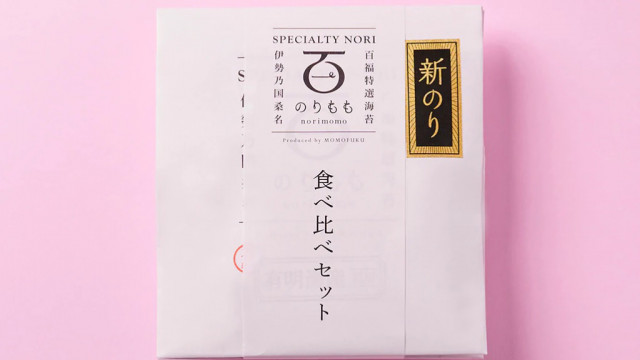 SPECIALTY NORI
百福特選海苔
百
伊勢乃国桑名
のりもも
norimomo
Produced by MOMOFUKU
食べ比べセット
新のり